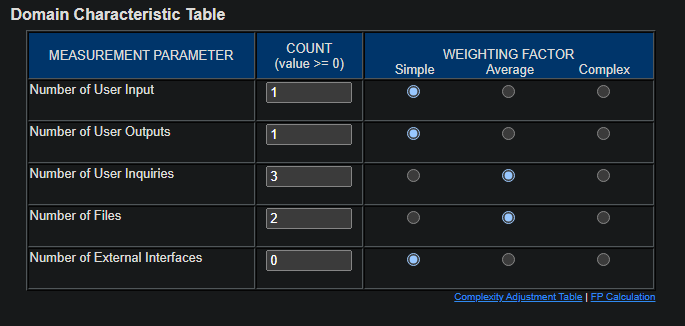 Domain Characteristic Table
MEASUREMENT PARAMETER
COUNT
(value >= 0)
WEIGHTING FACTOR
Simple Average Complex
Number of User Input 1
Number of User Outputs 1
Number of User Inquiries 3
Number of Files 2
Number of External Interfaces 0
Complexity Adjustment Table | FP Calculation